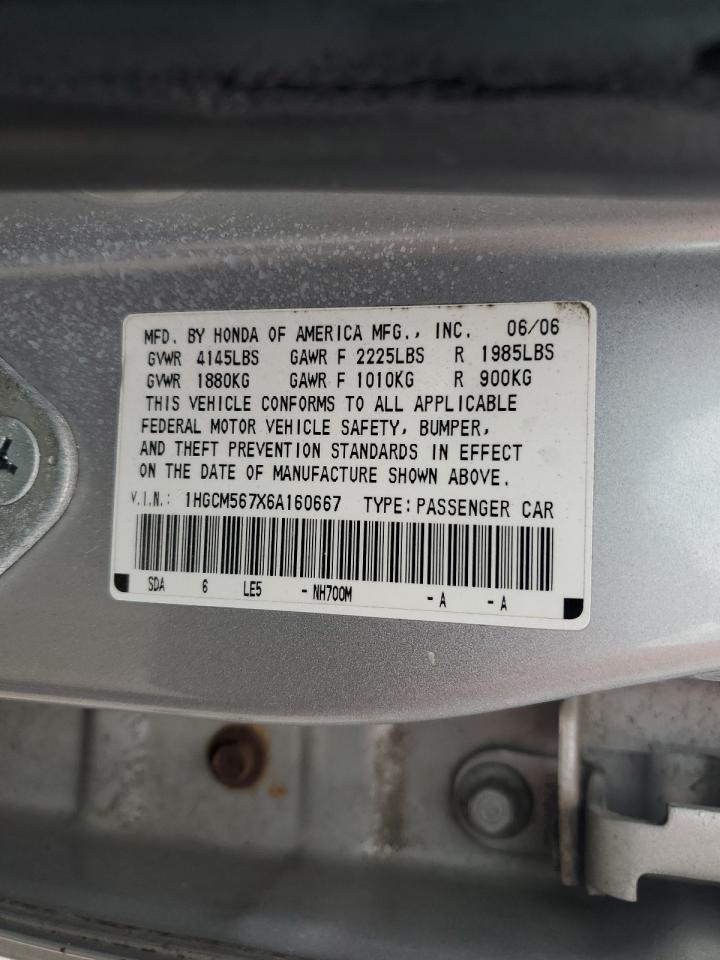 MFD. BY HONDA OF AMERICA MFG., INC. 06/06
GVWR 4145LBS GAWR F 2225LBS R 1985LBS
GVWR 1880KG GAWR F 1010KG R 900KG
THIS VEHICLE CONFORMS TO ALL APPLICABLE
FEDERAL MOTOR VEHICLE SAFETY, BUMPER,
AND THEFT PREVENTION STANDARDS IN EFFECT
ON THE DATE OF MANUFACTURE SHOWN ABOVE.
V.I.N.: 1HGCM567X6A160667 TYPE: PASSENGER CAR
SDA 6 LE5 - NH700M - A - A